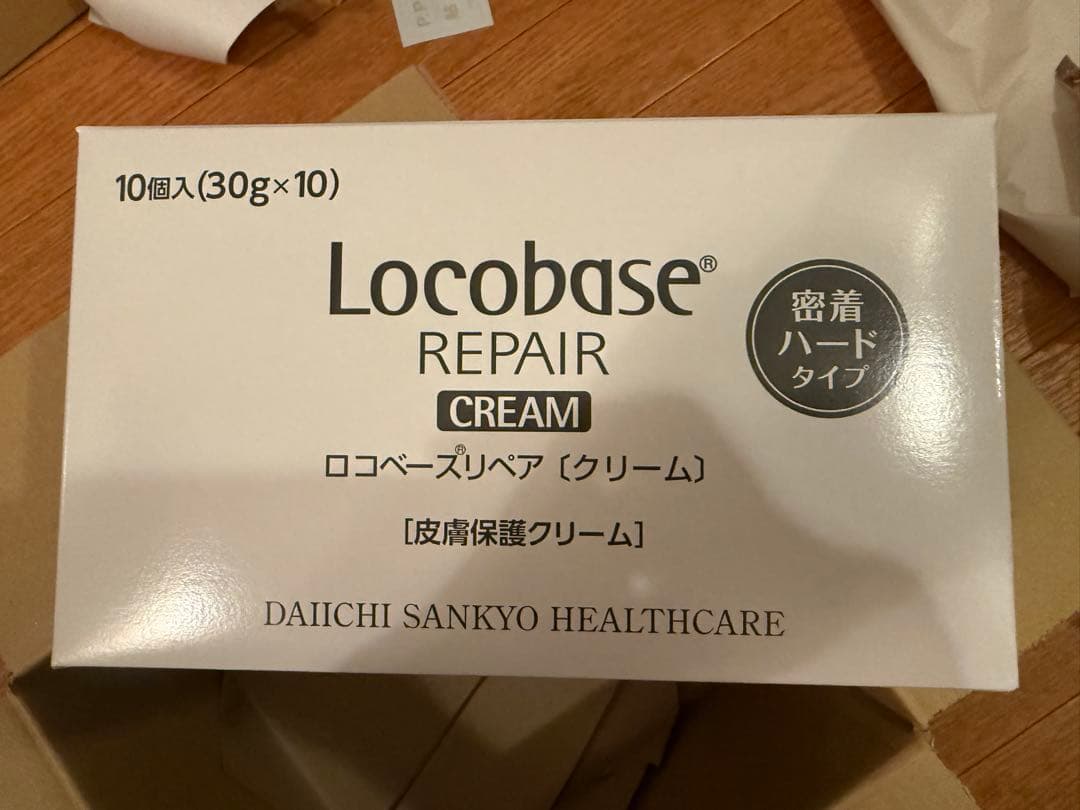 10個入(30g×10)
Locobase®
REPAIR
CREAM
ロコベース®リペア〔クリーム〕
[皮膚保護クリーム]
密着
ハード
タイプ
DAIICHI SANKYO HEALTHCARE